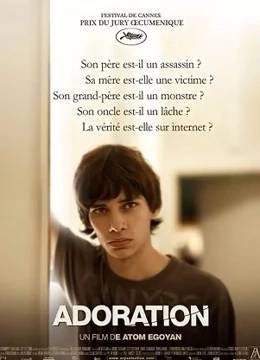 FESTIVAL DE CANNES
PRIX DU JURY ŒCUMENIQUE
Son père est-il un assassin ?
Sa mère est-elle une victime ?
Son grand-père est-il un monstre ?
Son oncle est-il un lâche ?
La vérité est-elle sur internet ?
ADORATION
UN FILM DE ATOM EGOYAN